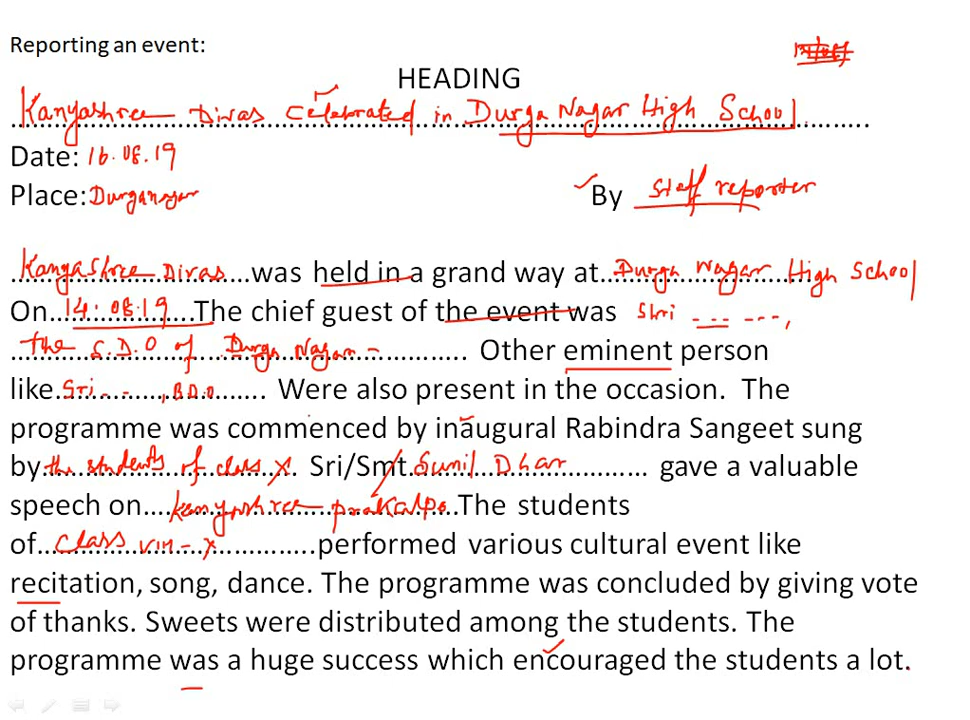 Reporting an event:
HEADING
Kanyashree Divas Celebrated in Durga Nagar High School
Date: 16.08.19
Place: Durganagar By staff reporter
Kanyashree Divas...was held in a grand way at...Durga Nagar High School
On...14.08.19...The chief guest of the event was Shri -- -- --,
the S.D.O of Durga Nagar - ............. Other eminent person
like.Sri - - -, B.D.O........ Were also present in the occasion. The
programme was commenced by inaugural Rabindra Sangeet sung
by.the students of class X. Sri/Smt.Sunil Dhar............ gave a valuable
speech on....kanyashree prakalpa.The students
of...Class VIII - X..............performed various cultural event like
recitation, song, dance. The programme was concluded by giving vote
of thanks. Sweets were distributed among the students. The
programme was a huge success which encouraged the students a lot.